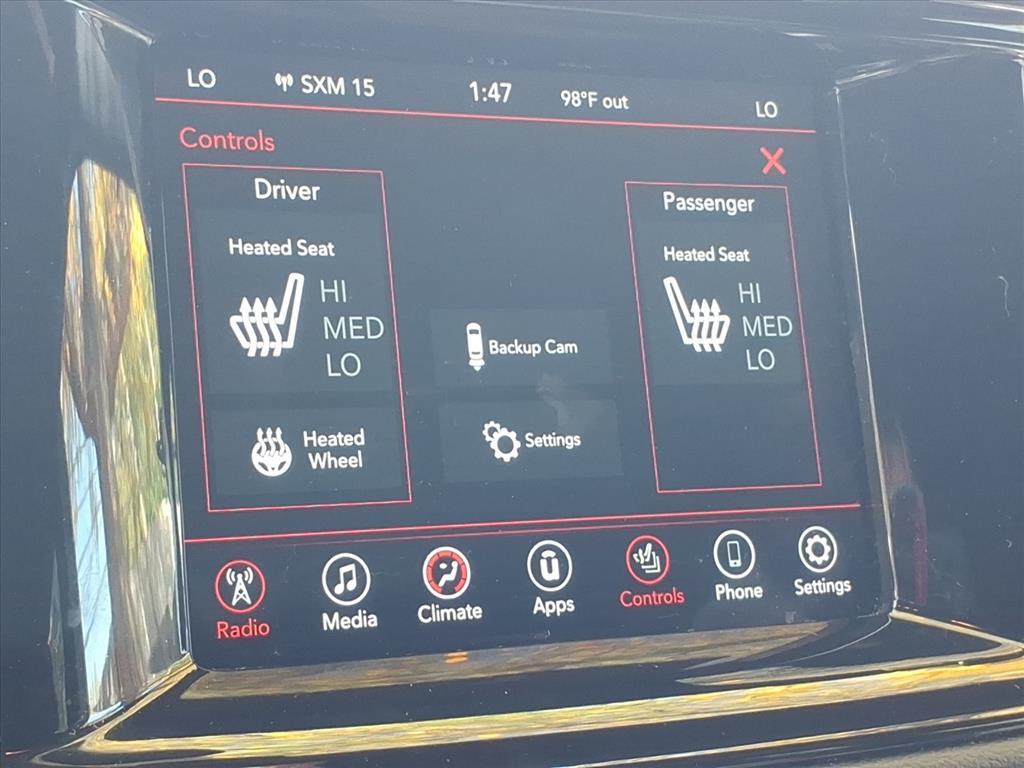 LO SXM 15 1:47 98°F out LO
Controls
Driver
Heated Seat
HI
MED
LO
Heated
Wheel
Backup Cam
Settings
Passenger
Heated Seat
HI
MED
LO
Radio Media Climate Apps Controls Phone Settings